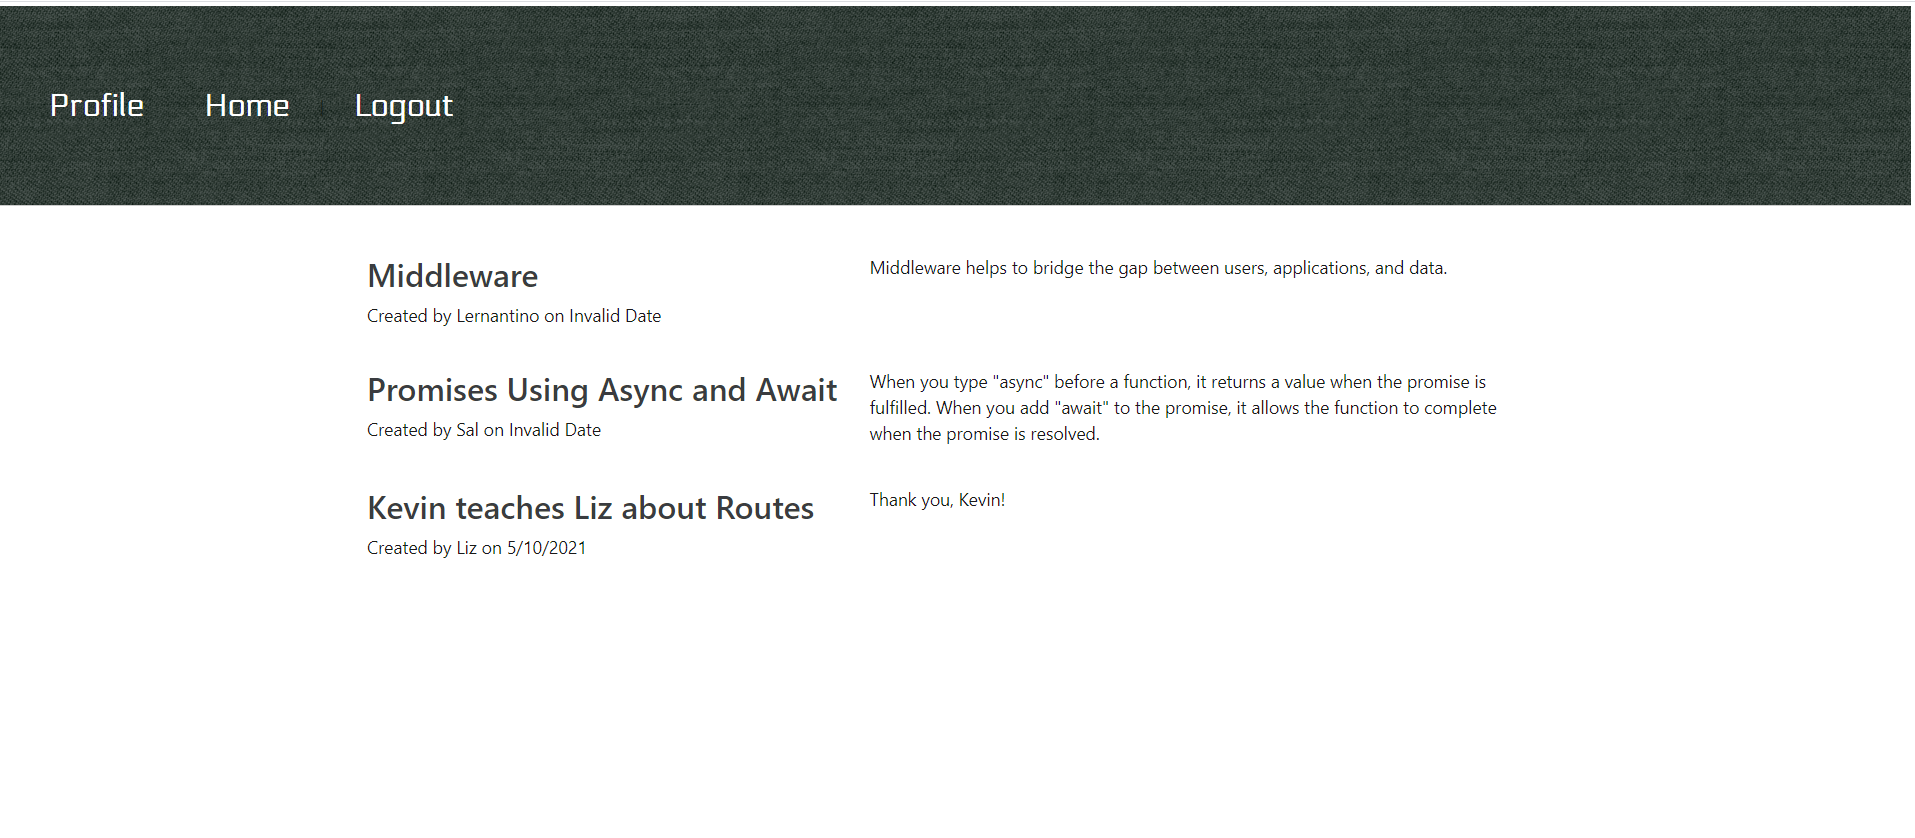 Profile Home Logout
Middleware
Created by Lernantino on Invalid Date
Middleware helps to bridge the gap between users, applications, and data.
Promises Using Async and Await
Created by Sal on Invalid Date
When you type "async" before a function, it returns a value when the promise is
fulfilled. When you add "await" to the promise, it allows the function to complete
when the promise is resolved.
Kevin teaches Liz about Routes
Created by Liz on 5/10/2021
Thank you, Kevin!